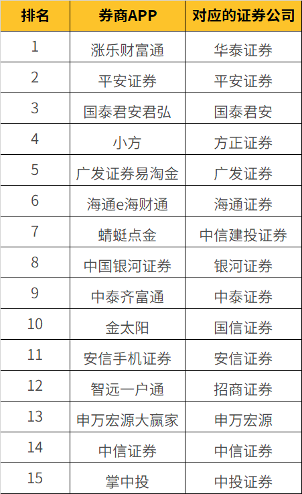 排名 券商APP 对应的证券公司
1 涨乐财富通 华泰证券
2 平安证券 平安证券
3 国泰君安君弘 国泰君安
4 小方 方正证券
5 广发证券易淘金 广发证券
6 海通e海财通 海通证券
7 蜻蜓点金 中信建投证券
8 中国银河证券 银河证券
9 中泰齐富通 中泰证券
10 金太阳 国信证券
11 安信手机证券 安信证券
12 智远一户通 招商证券
13 申万宏源大赢家 申万宏源
14 中信证券 中信证券
15 掌中投 中投证券